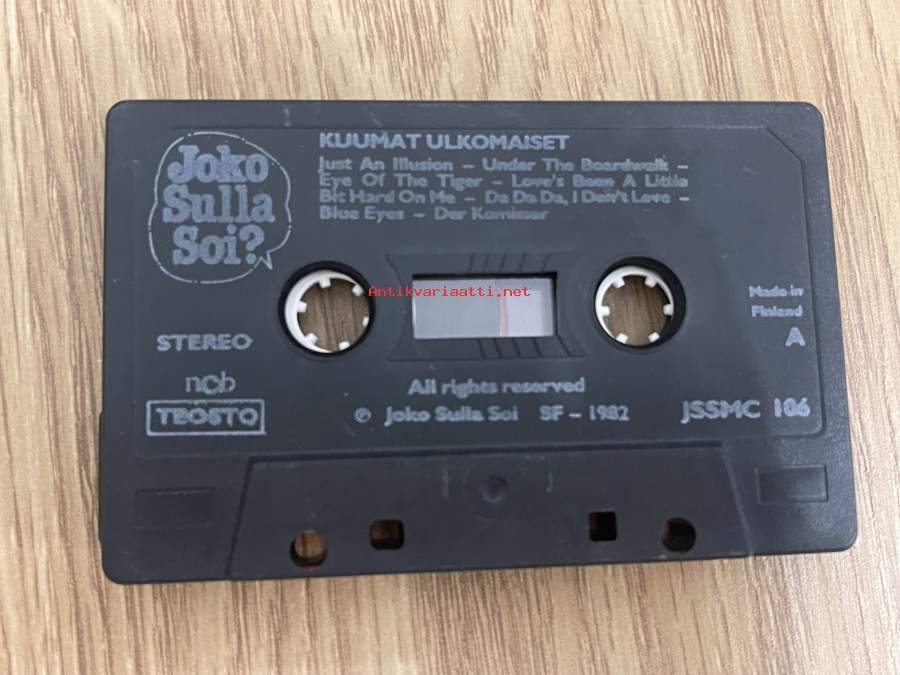 Joko
Sulla
Soi?
KUUMAT ULKOMAISET
Just An Illusion – Under The Boardwalk –
Eye Of The Tiger – Love's Been A Little
Bit Hard On Me – Da Da Da, I Don't Love –
Blue Eyes – Der Komissar
Antikvariaatti.net
Made in
Finland
A
STEREO
ncb
TEOSTO
All rights reserved
℗ Joko Sulla Soi SF – 1982
JSSMC 106